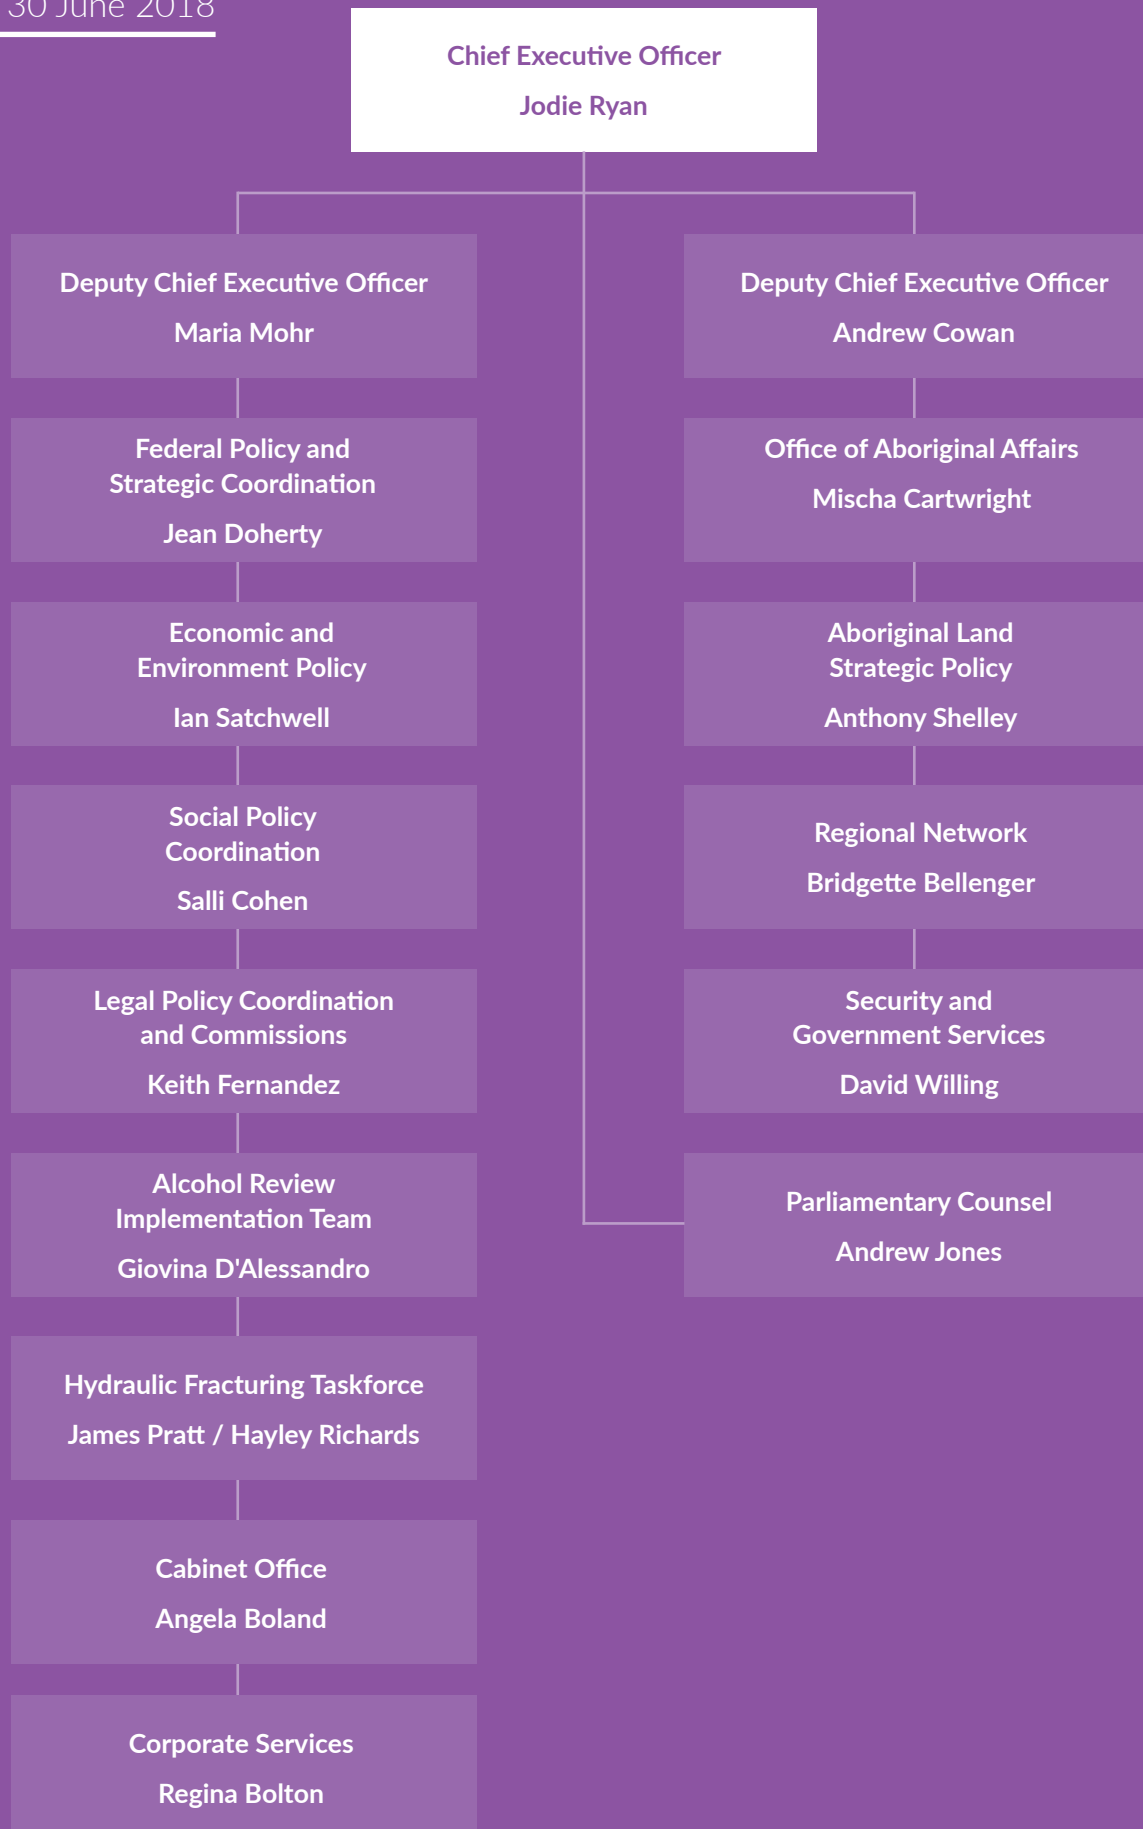 30 June 2018
Chief Executive Officer
Jodie Ryan
Deputy Chief Executive Officer
Maria Mohr
Federal Policy and
Strategic Coordination
Jean Doherty
Economic and
Environment Policy
Ian Satchwell
Social Policy
Coordination
Salli Cohen
Legal Policy Coordination
and Commissions
Keith Fernandez
Alcohol Review
Implementation Team
Giovina D'Alessandro
Hydraulic Fracturing Taskforce
James Pratt / Hayley Richards
Cabinet Office
Angela Boland
Corporate Services
Regina Bolton
Deputy Chief Executive Officer
Andrew Cowan
Office of Aboriginal Affairs
Mischa Cartwright
Aboriginal Land
Strategic Policy
Anthony Shelley
Regional Network
Bridgette Bellenger
Security and
Government Services
David Willing
Parliamentary Counsel
Andrew Jones